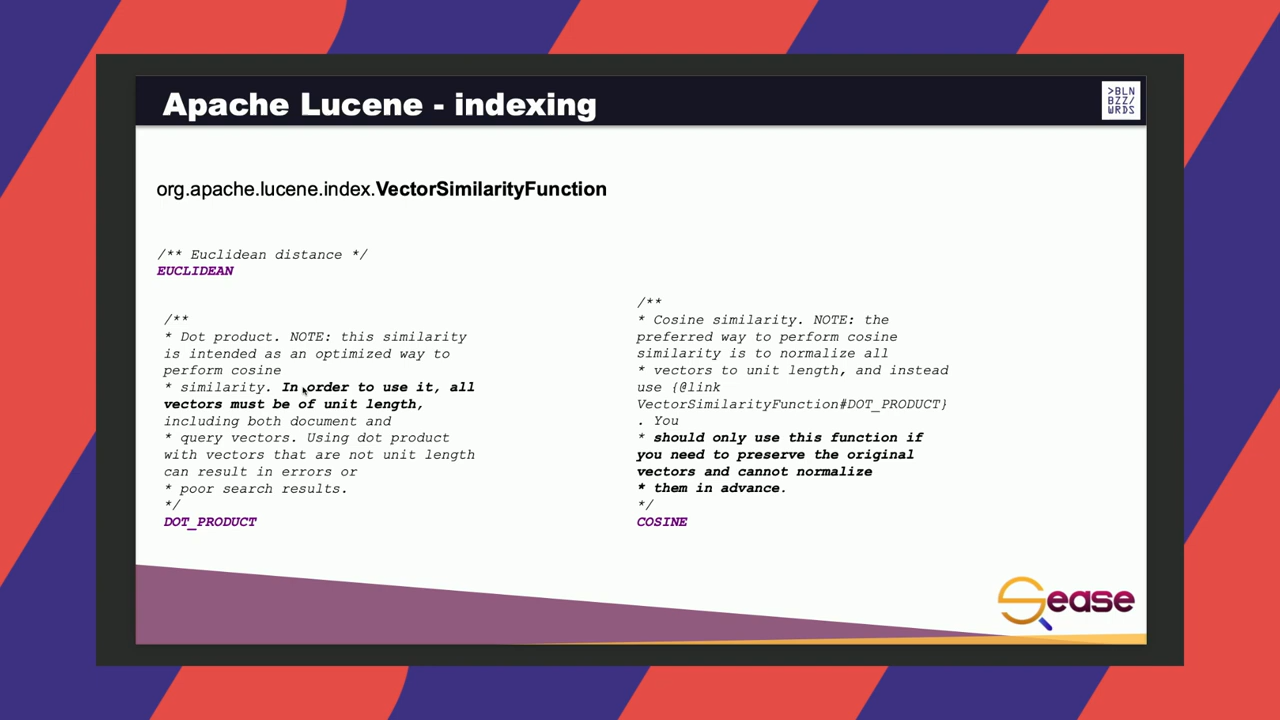 Apache Lucene - indexing
>BLN
BZZ/
WRDS
org.apache.lucene.index.VectorSimilarityFunction
/** Euclidean distance */
EUCLIDEAN
/**
* Dot product. NOTE: this similarity
is intended as an optimized way to
perform cosine
* similarity. In order to use it, all
vectors must be of unit length,
including both document and
* query vectors. Using dot product
with vectors that are not unit length
can result in errors or
* poor search results.
*/
DOT_PRODUCT
/**
* Cosine similarity. NOTE: the
preferred way to perform cosine
similarity is to normalize all
* vectors to unit length, and instead
use {@link
VectorSimilarityFunction#DOT_PRODUCT}
. You
* should only use this function if
you need to preserve the original
vectors and cannot normalize
* them in advance.
*/
COSINE
Sease